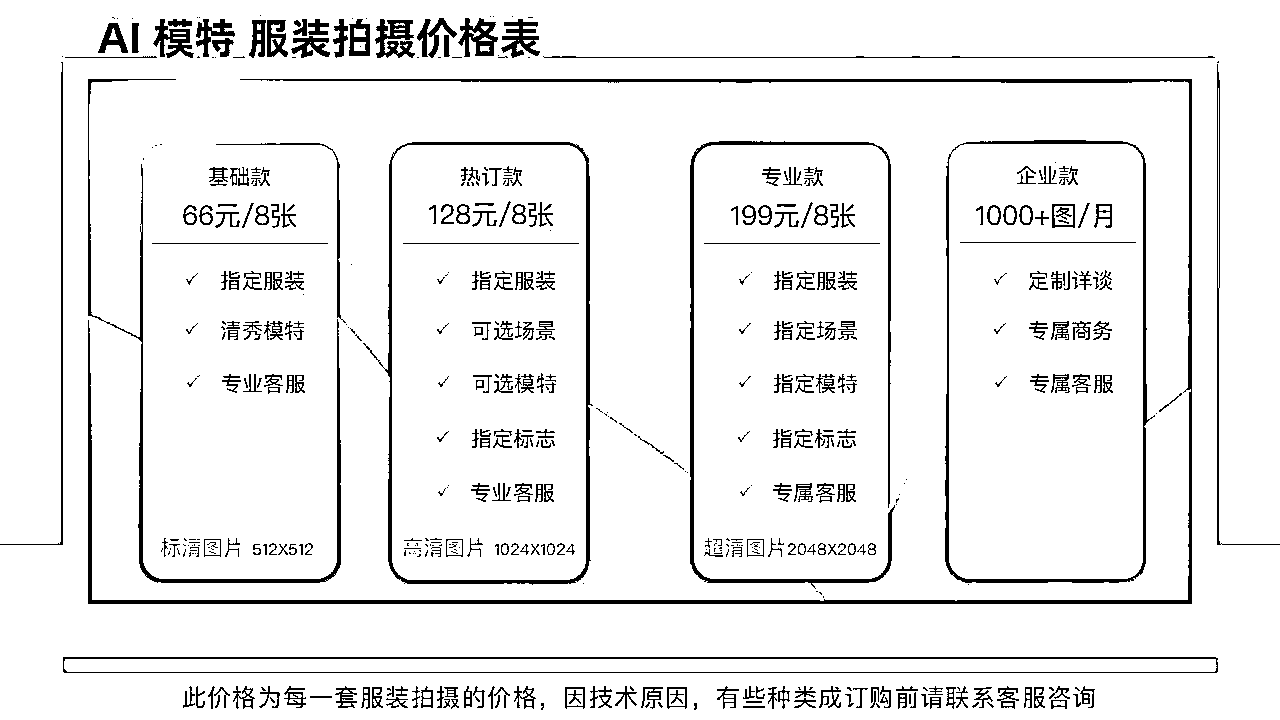 AI 模特 服装拍摄价格表
基础款
66元/8张
✓ 指定服装
✓ 清秀模特
✓ 专业客服
标清图片 512X512
热订款
128元/8张
✓ 指定服装
✓ 可选场景
✓ 可选模特
✓ 指定标志
✓ 专业客服
高清图片 1024X1024
专业款
199元/8张
✓ 指定服装
✓ 指定场景
✓ 指定模特
✓ 指定标志
✓ 专属客服
超清图片2048X2048
企业款
1000+图/月
✓ 定制详谈
✓ 专属商务
✓ 专属客服
此价格为每一套服装拍摄的价格，因技术原因，有些种类成订购前请联系客服咨询